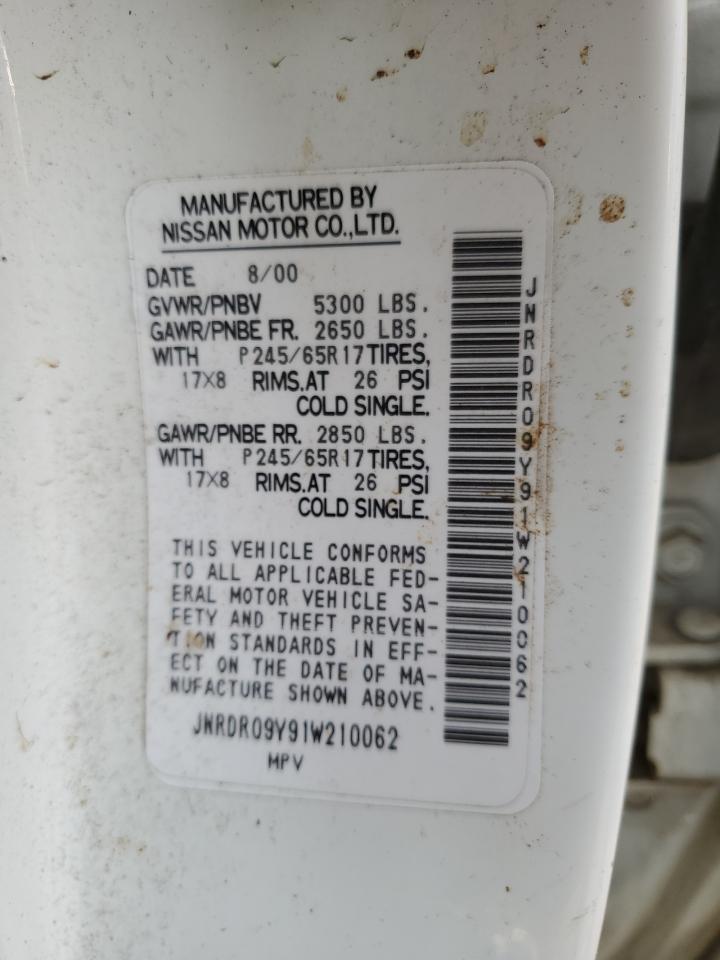 MANUFACTURED BY
NISSAN MOTOR CO.,LTD.
DATE 8/00
GVWR/PNBV 5300 LBS.
GAWR/PNBE FR. 2650 LBS.
WITH P245/65R17 TIRES,
17X8 RIMS.AT 26 PSI
COLD SINGLE.
GAWR/PNBE RR. 2850 LBS.
WITH P245/65R17 TIRES,
17X8 RIMS.AT 26 PSI
COLD SINGLE.
THIS VEHICLE CONFORMS
TO ALL APPLICABLE FED-
ERAL MOTOR VEHICLE SA-
FETY AND THEFT PREVEN-
TION STANDARDS IN EFF-
ECT ON THE DATE OF MA-
NUFACTURE SHOWN ABOVE.
JNRDR09Y91W210062
MPV
JNRDR09Y91W210062